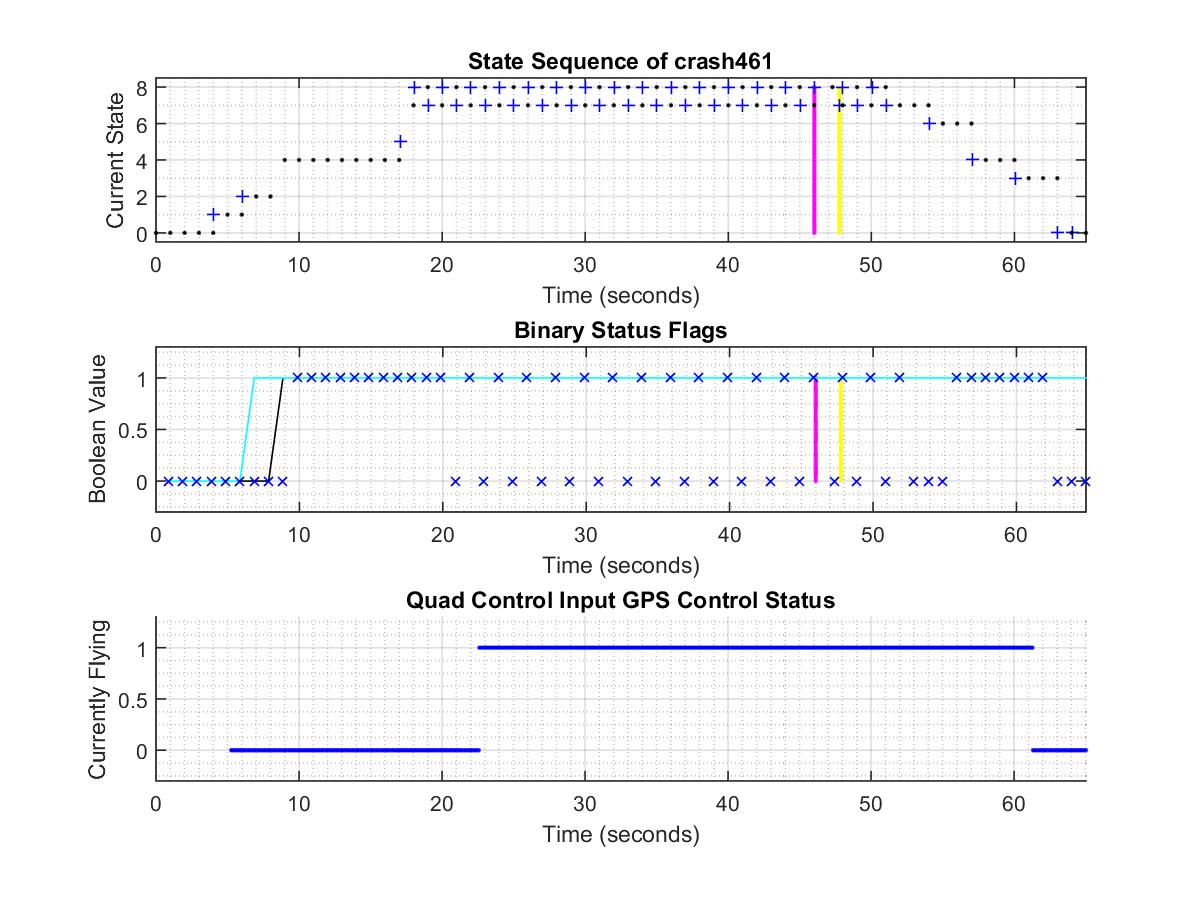 State Sequence of crash461
Current State
8
6
4
2
0
0 10 20 30 40 50 60
Time (seconds)
Binary Status Flags
Boolean Value
1
0.5
0
0 10 20 30 40 50 60
Time (seconds)
Quad Control Input GPS Control Status
Currently Flying
1
0.5
0
0 10 20 30 40 50 60
Time (seconds)